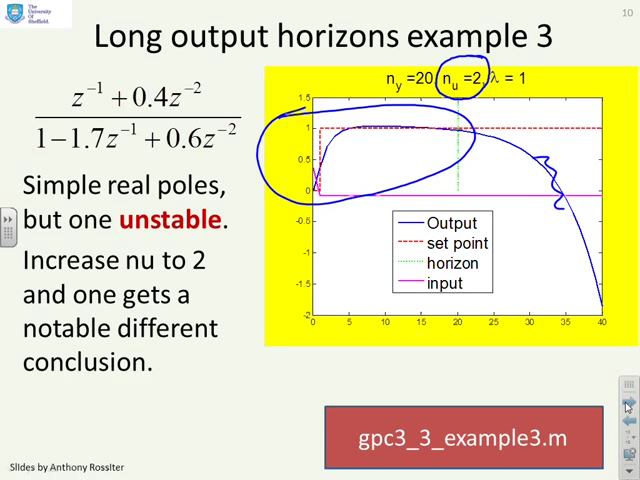 The
University
Of
Sheffield.
10
Long output horizons example 3
z⁻¹ + 0.4z⁻²
1−1.7z⁻¹ + 0.6z⁻²
Simple real poles,
but one unstable.
Increase nu to 2
and one gets a
notable different
conclusion.
n_y =20, n_u =2, λ = 1
1.5
1
0.5
0
-0.5
-1
-1.5
-2
0 5 10 15 20 25 30 35 40
Output
set point
horizon
input
gpc3_3_example3.m
Slides by Anthony Rossiter